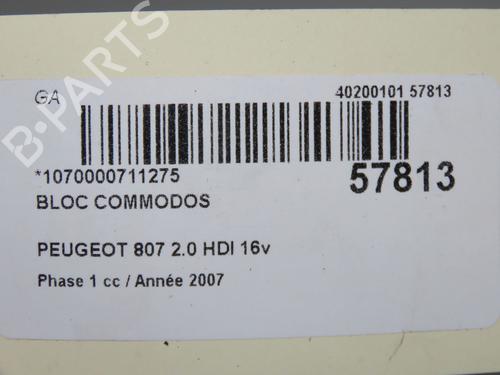 GA 40200101 57813
*1070000711275 57813
BLOC COMMODOS
PEUGEOT 807 2.0 HDI 16v
Phase 1 cc / Année 2007
B-PARTS